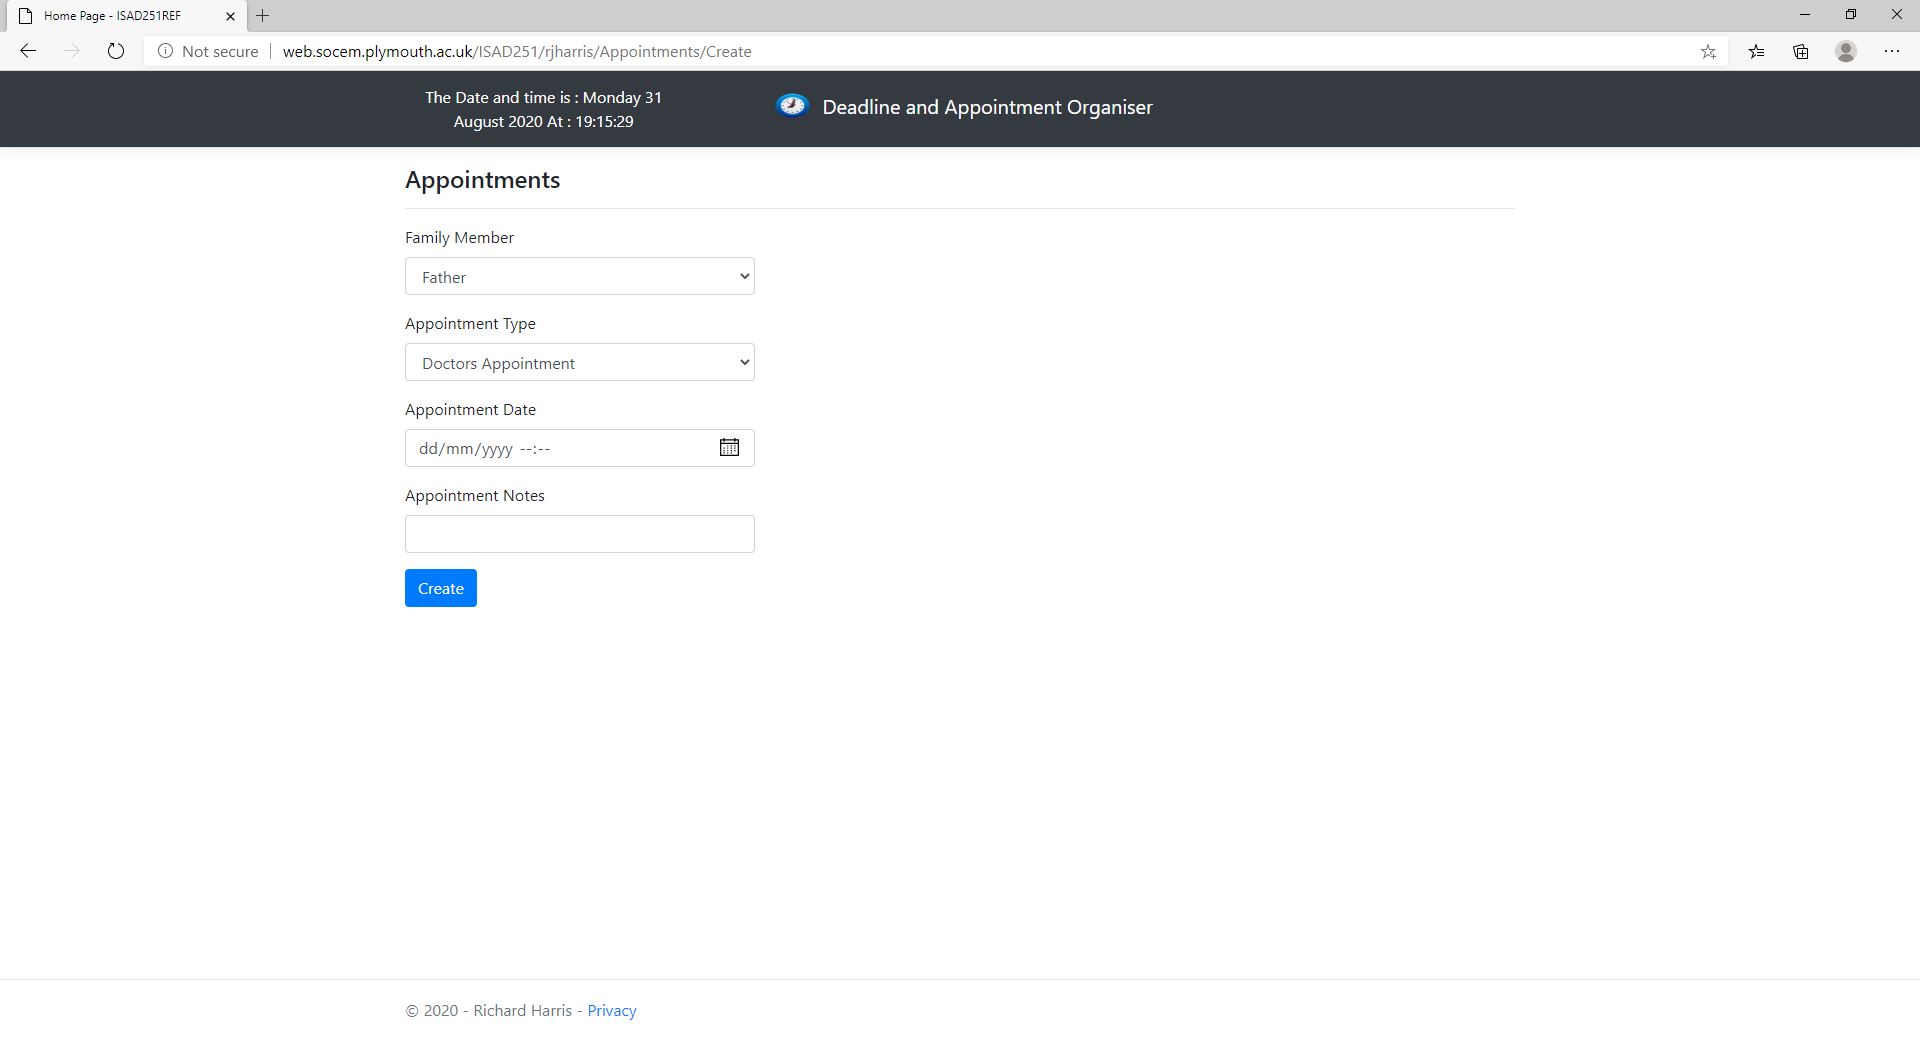 Home Page - ISAD251REF
Not secure
web.socem.plymouth.ac.uk/ISAD251/rjharris/Appointments/Create
The Date and time is : Monday 31
August 2020 At : 19:15:29
Deadline and Appointment Organiser
Appointments
Family Member
Father
Appointment Type
Doctors Appointment
Appointment Date
dd/mm/yyyy --:--
Appointment Notes
Create
© 2020 - Richard Harris - Privacy